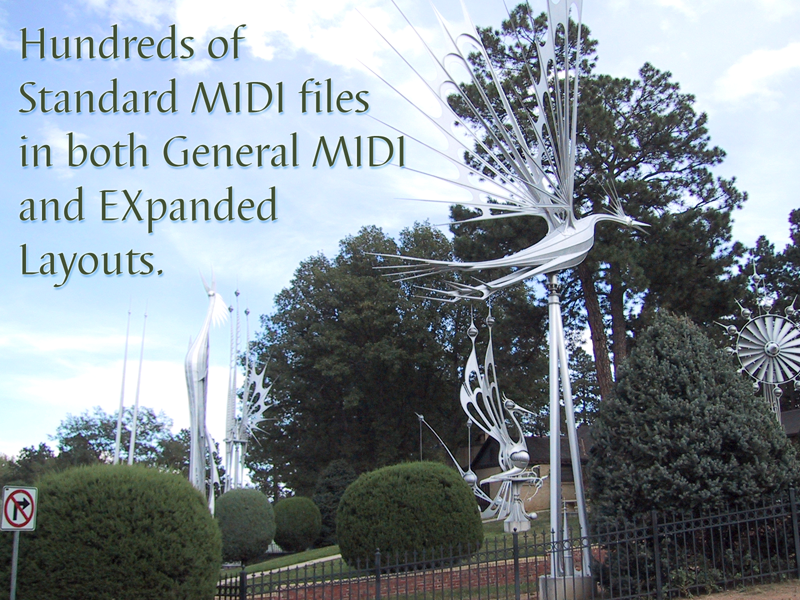 Hundreds of
Standard MIDI files
in both General MIDI
and EXpanded
Layouts.